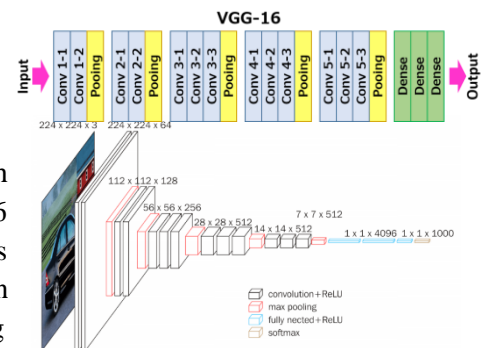 VGG-16
Input
Conv 1-1
Conv 1-2
Pooing
Conv 2-1
Conv 2-2
Pooing
Conv 3-1
Conv 3-2
Conv 3-3
Pooing
Conv 4-1
Conv 4-2
Conv 4-3
Pooing
Conv 5-1
Conv 5-2
Conv 5-3
Pooing
Dense
Dense
Dense
Output
224 x 224 x 3 224 x 224 x 64
112 x 112 x 128
56 x 56 x 256
28 x 28 x 512
14 x 14 x 512
7 x 7 x 512
1 x 1 x 4096
1 x 1 x 1000
convolution+ReLU
max pooling
fully nected+ReLU
softmax
n
6
s
n
g